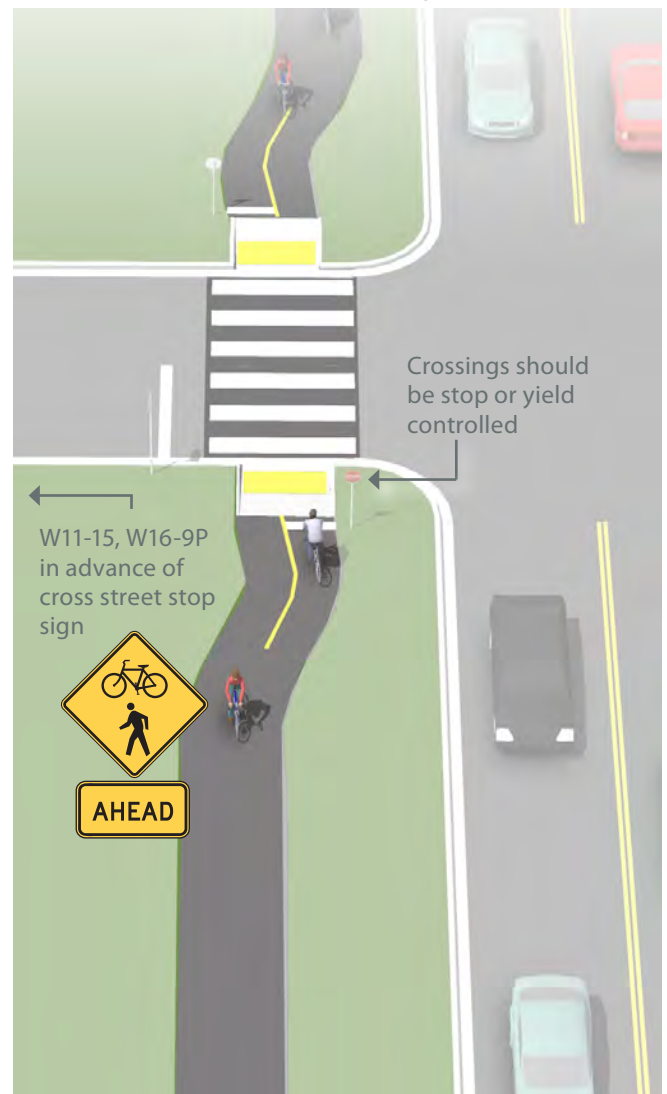 Crossings should
be stop or yield
controlled
W11-15, W16-9P
in advance of
cross street stop
sign
AHEAD